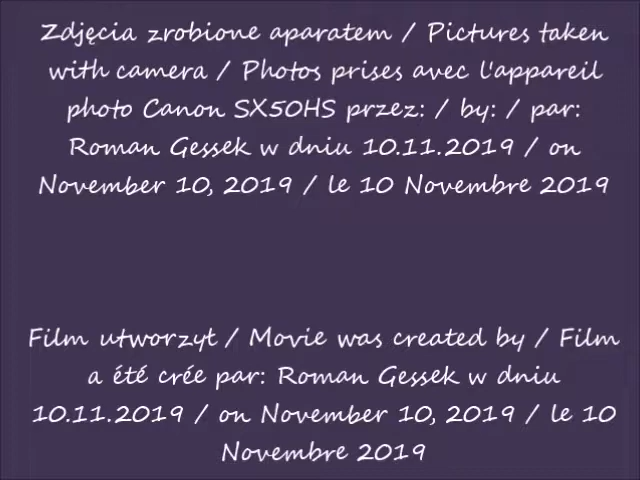 Zdjęcia zrobione aparatem / Pictures taken
with camera / Photos prises avec l'appareil
photo Canon SX50HS przez: / by: / par:
Roman Gessek w dniu 10.11.2019 / on
November 10, 2019 / le 10 Novembre 2019
Film utworzył / Movie was created by / Film
a été crée par: Roman Gessek w dniu
10.11.2019 / on November 10, 2019 / le 10
Novembre 2019